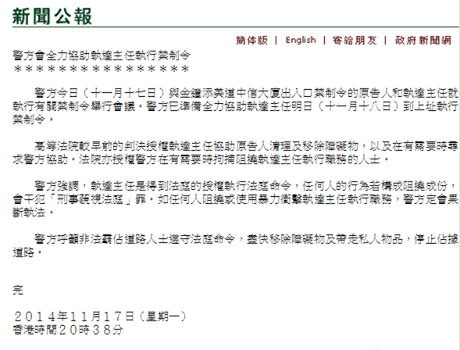 新聞公報
簡体版 | English | 寄給朋友 | 政府新聞網
警方會全力協助執達主任執行禁制令
＊＊＊＊＊＊＊＊＊＊＊＊＊＊＊＊
警方今日（十一月十七日）與金鐘添美道中信大厦出入口禁制令的原告人和執達主任就
執行有關禁制令舉行會議。警方已準備全力協助執達主任明日（十一月十八日）到上址執行
禁制令。
高等法院較早前的判決授權執達主任協助原告人清理及移除障礙物，以及在有需要時尋
求警方協助。法院亦授權警方在有需要時拘捕阻撓執達主任執行職務的人士。
警方強調，執達主任是得到法庭的授權執行法庭命令，任何人的行為若構成阻撓成份，
會干犯「刑事藐視法庭」罪。如任何人阻撓或使用暴力衝擊執達主任執行職務，警方定會果
斷執法。
警方呼籲非法霸佔道路人士遵守法庭命令，盡快移除障礙物及帶走私人物品，停止佔據
道路。
完
２０１４年１１月１７日（星期一）
香港時間２０時３８分